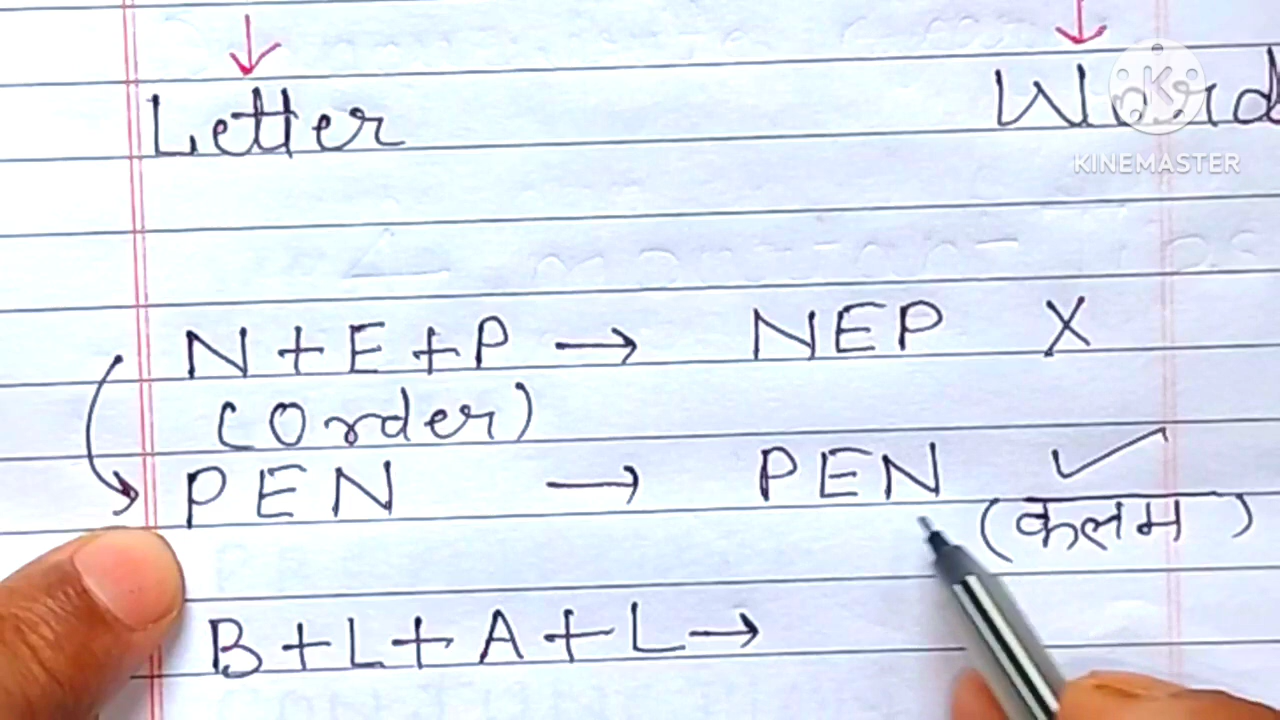 Letter Word
KINEMASTER
N+E+P → NEP X
(Order)
PEN → PEN ✓
(कलम)
B+L+A+L→